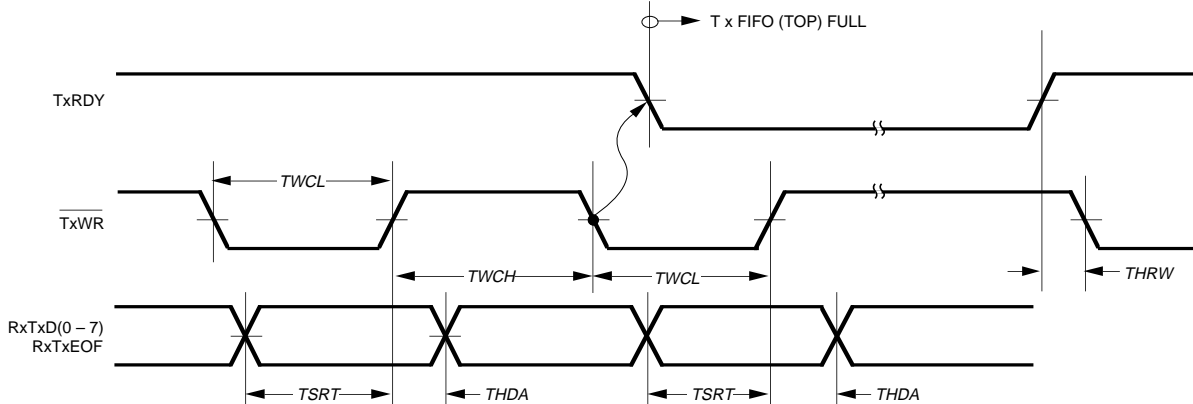 T x FIFO (TOP) FULL
TxRDY
TWCL
TxWR
TWCH
TWCL
THRW
RxTxD(0 – 7)
RxTxEOF
TSRT
THDA
TSRT
THDA